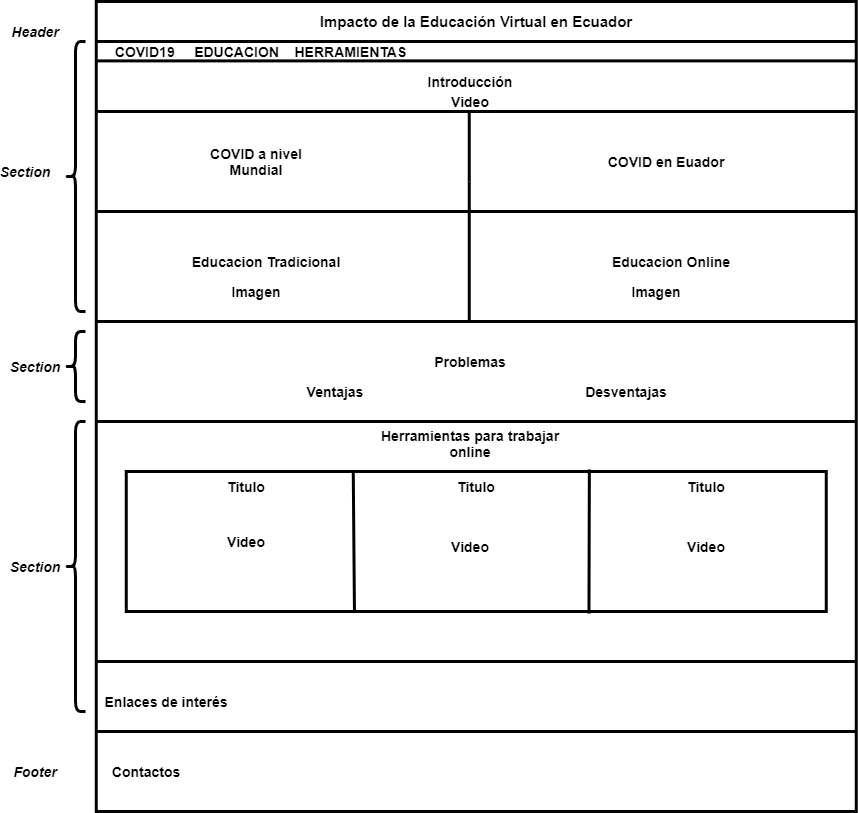 Header
Impacto de la Educación Virtual en Ecuador
COVID19 EDUCACION HERRAMIENTAS
Introducción
Video
Section
COVID a nivel
Mundial
COVID en Euador
Educacion Tradicional
Imagen
Educacion Online
Imagen
Section
Problemas
Ventajas
Desventajas
Section
Herramientas para trabajar
online
Titulo
Video
Titulo
Video
Titulo
Video
Enlaces de interés
Footer
Contactos